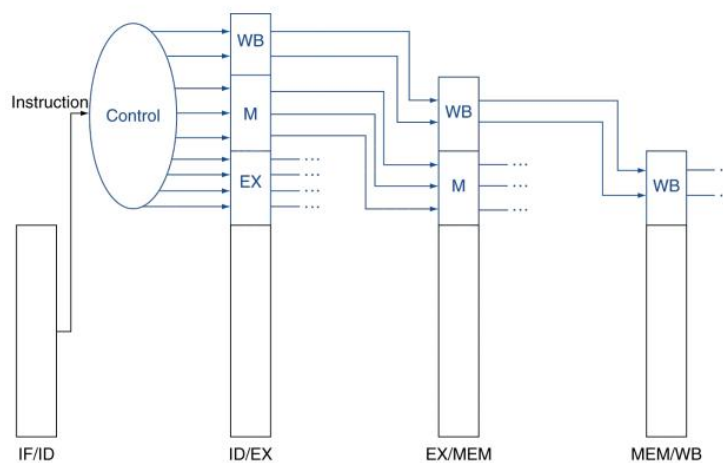 WB
Instruction
Control
M
WB
EX
...
...
...
...
M
...
...
...
WB
...
...
IF/ID
ID/EX
EX/MEM
MEM/WB